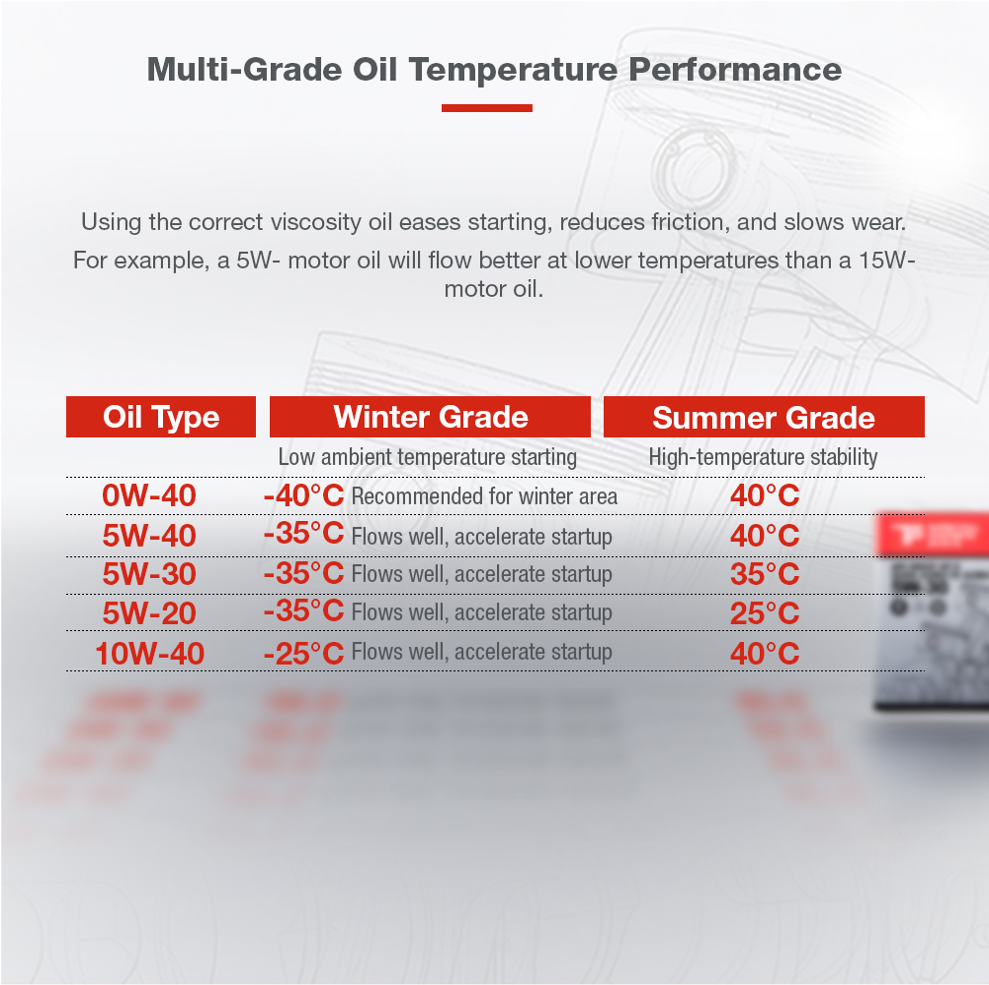 Multi-Grade Oil Temperature Performance
Using the correct viscosity oil eases starting, reduces friction, and slows wear.
For example, a 5W- motor oil will flow better at lower temperatures than a 15W-
motor oil.
Oil Type Winter Grade Summer Grade
Low ambient temperature starting High-temperature stability
0W-40 -40°C Recommended for winter area 40°C
5W-40 -35°C Flows well, accelerate startup 40°C
5W-30 -35°C Flows well, accelerate startup 35°C
5W-20 -35°C Flows well, accelerate startup 25°C
10W-40 -25°C Flows well, accelerate startup 40°C